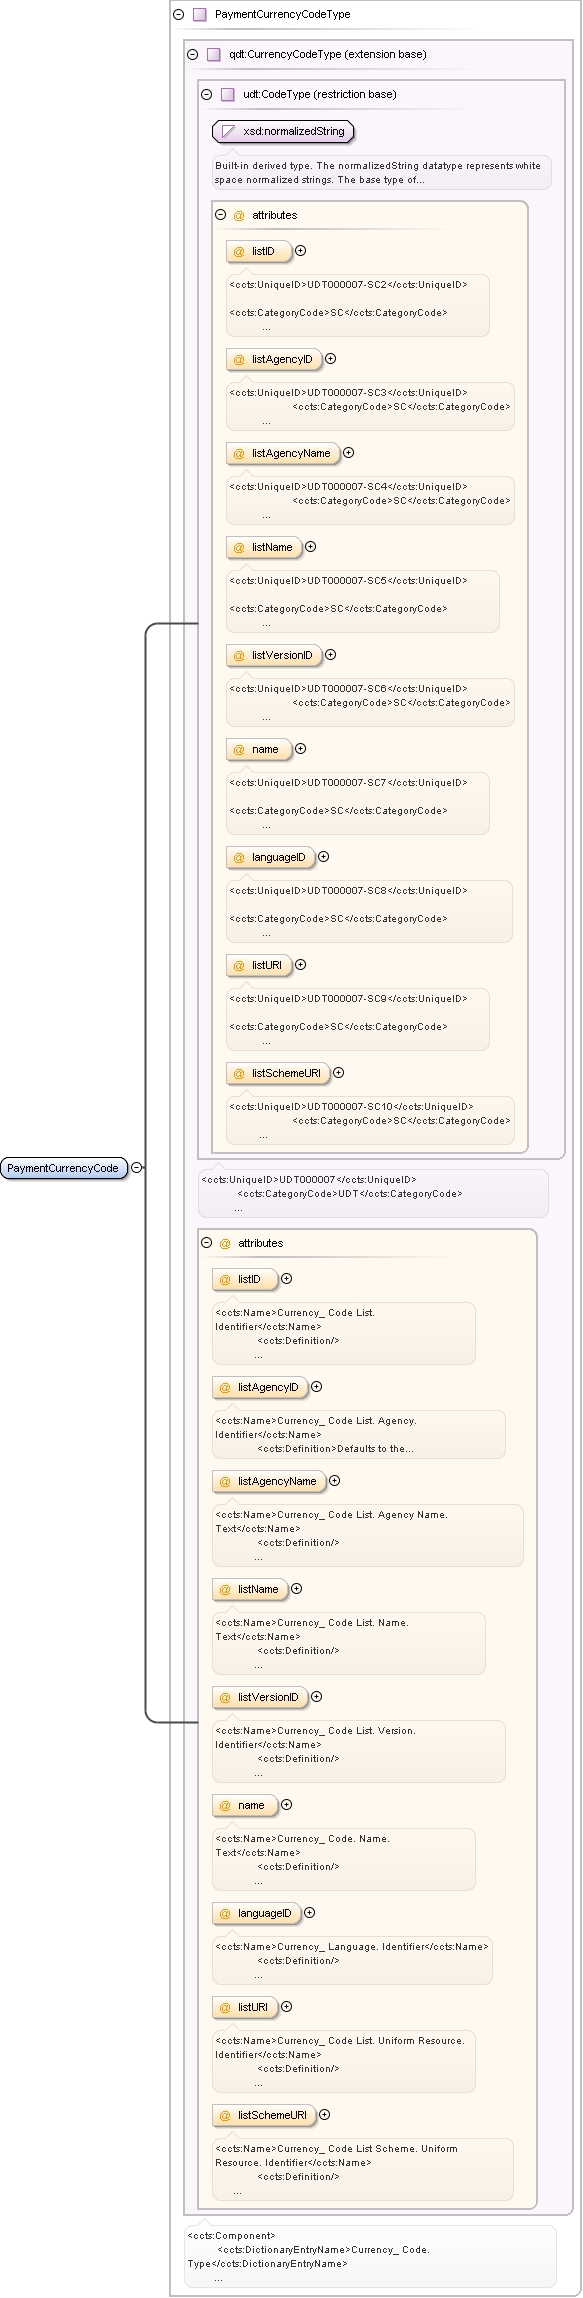 PaymentCurrencyCodeType
qdt:CurrencyCodeType (extension base)
udt:CodeType (restriction base)
xsd:normalizedString
Built-in derived type. The normalizedString datatype represents white
space normalized strings. The base type of...
@ attributes
@ listID
<ccts:UniqueID>UDT000007-SC2</ccts:UniqueID>
<ccts:CategoryCode>SC</ccts:CategoryCode>
...
@ listAgencyID
<ccts:UniqueID>UDT000007-SC3</ccts:UniqueID>
<ccts:CategoryCode>SC</ccts:CategoryCode>
...
@ listAgencyName
<ccts:UniqueID>UDT000007-SC4</ccts:UniqueID>
<ccts:CategoryCode>SC</ccts:CategoryCode>
...
@ listName
<ccts:UniqueID>UDT000007-SC5</ccts:UniqueID>
<ccts:CategoryCode>SC</ccts:CategoryCode>
...
@ listVersionID
<ccts:UniqueID>UDT000007-SC6</ccts:UniqueID>
<ccts:CategoryCode>SC</ccts:CategoryCode>
...
@ name
<ccts:UniqueID>UDT000007-SC7</ccts:UniqueID>
<ccts:CategoryCode>SC</ccts:CategoryCode>
...
@ languageID
<ccts:UniqueID>UDT000007-SC8</ccts:UniqueID>
<ccts:CategoryCode>SC</ccts:CategoryCode>
...
@ listURI
<ccts:UniqueID>UDT000007-SC9</ccts:UniqueID>
<ccts:CategoryCode>SC</ccts:CategoryCode>
...
@ listSchemeURI
<ccts:UniqueID>UDT000007-SC10</ccts:UniqueID>
<ccts:CategoryCode>SC</ccts:CategoryCode>
...
PaymentCurrencyCode
<ccts:UniqueID>UDT000007</ccts:UniqueID>
<ccts:CategoryCode>UDT</ccts:CategoryCode>
...
@ attributes
@ listID
<ccts:Name>Currency_ Code List.
Identifier</ccts:Name>
<ccts:Definition/>
...
@ listAgencyID
<ccts:Name>Currency_ Code List. Agency.
Identifier</ccts:Name>
<ccts:Definition>Defaults to the...
@ listAgencyName
<ccts:Name>Currency_ Code List. Agency Name.
Text</ccts:Name>
<ccts:Definition/>
...
@ listName
<ccts:Name>Currency_ Code List. Name.
Text</ccts:Name>
<ccts:Definition/>
...
@ listVersionID
<ccts:Name>Currency_ Code List. Version.
Identifier</ccts:Name>
<ccts:Definition/>
...
@ name
<ccts:Name>Currency_ Code. Name.
Text</ccts:Name>
<ccts:Definition/>
...
@ languageID
<ccts:Name>Currency_ Language. Identifier</ccts:Name>
<ccts:Definition/>
...
@ listURI
<ccts:Name>Currency_ Code List. Uniform Resource.
Identifier</ccts:Name>
<ccts:Definition/>
...
@ listSchemeURI
<ccts:Name>Currency_ Code List Scheme. Uniform
Resource. Identifier</ccts:Name>
<ccts:Definition/>
...
<ccts:Component>
<ccts:DictionaryEntryName>Currency_ Code.
Type</ccts:DictionaryEntryName>
...